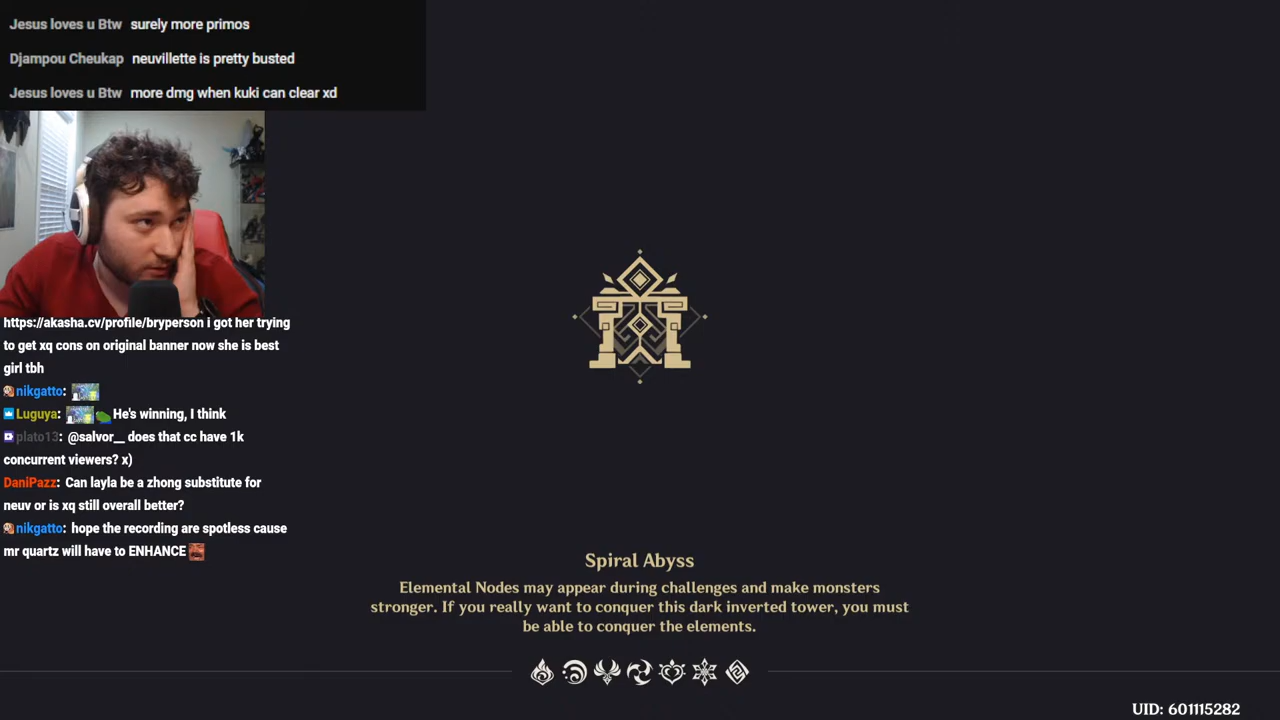 Jesus loves u Btw surely more primos
Djampou Cheukap neuvillette is pretty busted
Jesus loves u Btw more dmg when kuki can clear xd
https://akasha.cv/profile/bryperson i got her trying
to get xq cons on original banner now she is best
girl tbh
nikgatto:
Luguya: He's winning, I think
plato13: @salvor__ does that cc have 1k
concurrent viewers? x)
DaniPazz: Can layla be a zhong substitute for
neuv or is xq still overall better?
nikgatto: hope the recording are spotless cause
mr quartz will have to ENHANCE
Spiral Abyss
Elemental Nodes may appear during challenges and make monsters
stronger. If you really want to conquer this dark inverted tower, you must
be able to conquer the elements.
UID: 601115282